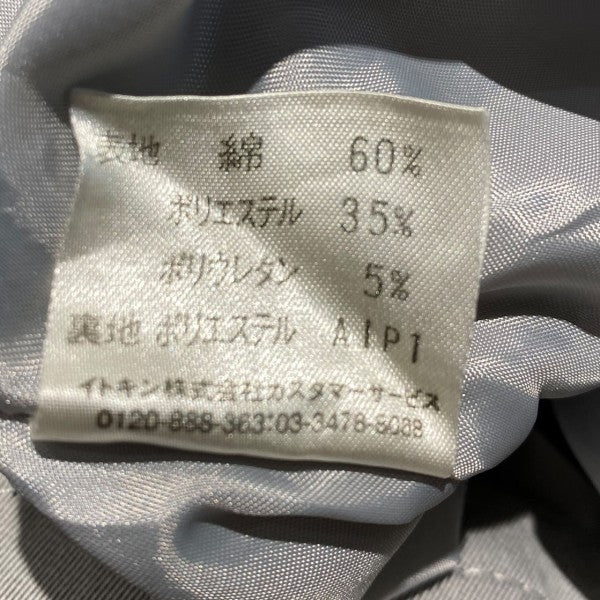 表地 綿 60%
ポリエステル 35%
ポリウレタン 5%
裏地 ポリエステル AIP1
イトキン株式会社カスタマーサービス
0120-888-363:03-3478-8088